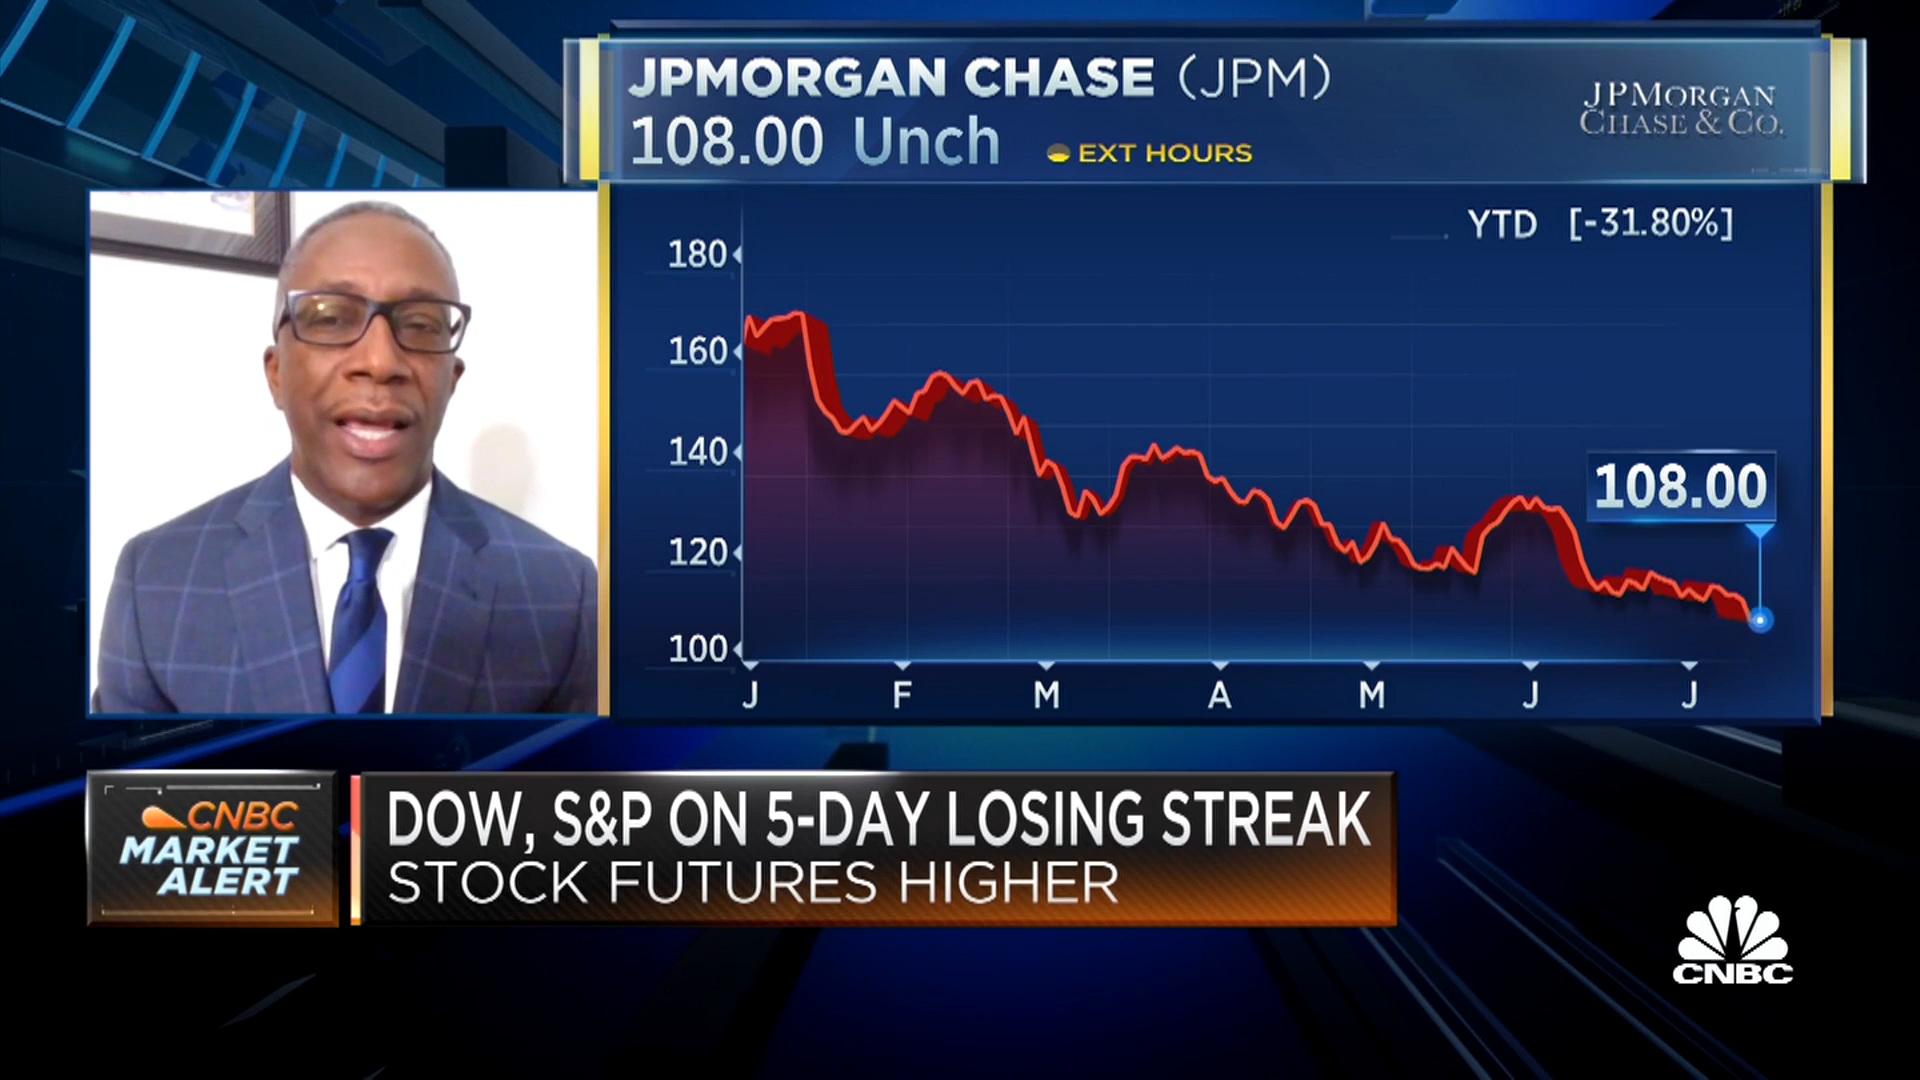 JPMORGAN CHASE (JPM)
108.00 Unch EXT HOURS
JPMORGAN
CHASE & CO.
YTD [-31.80%]
180
160
140
120
100
108.00
J F M A M J J
CNBC
MARKET
ALERT
DOW, S&P ON 5-DAY LOSING STREAK
STOCK FUTURES HIGHER
CNBC